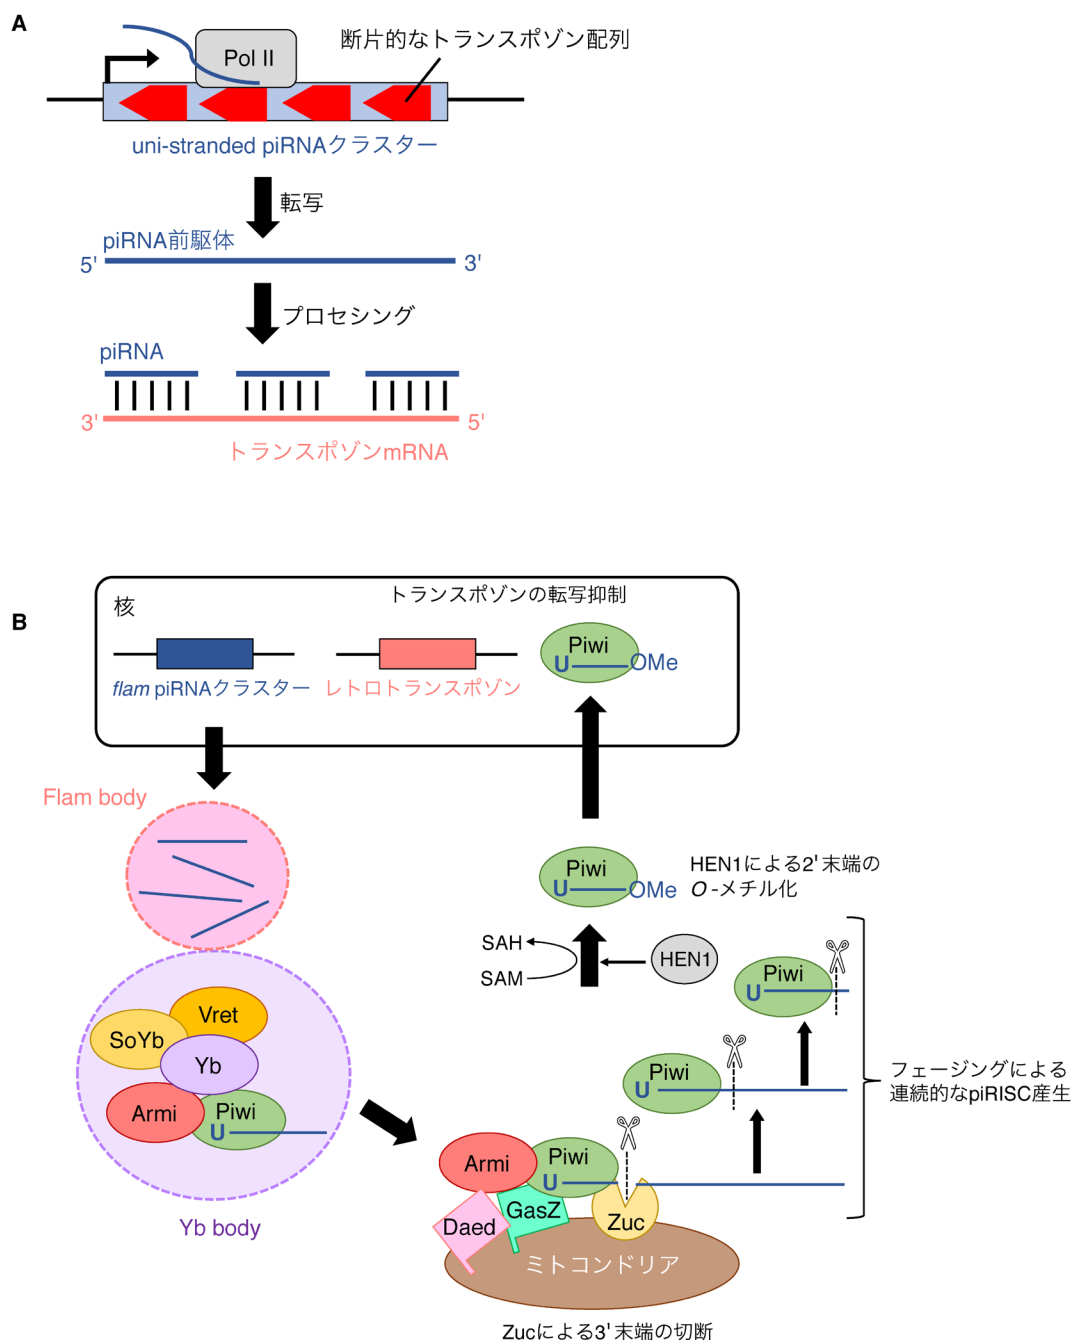 A
断片的なトランスポゾン配列
Pol II
uni-stranded piRNAクラスター
転写
piRNA前駆体
5' 3'
プロセシング
piRNA
3' 5'
トランスポゾンmRNA
B
核
トランスポゾンの転写抑制
Piwi
U OMe
flam piRNAクラスター
レトロトランスポゾン
Flam body
Piwi
U OMe
HEN1による2'末端の
O-メチル化
SAH
SAM
HEN1
Piwi
U
Vret
SoYb
Yb
Armi
Piwi
U
Yb body
Piwi
U
フェージングによる
連続的なpiRISC産生
Armi
Piwi
U
GasZ
Daed
Zuc
ミトコンドリア
Zucによる3'末端の切断